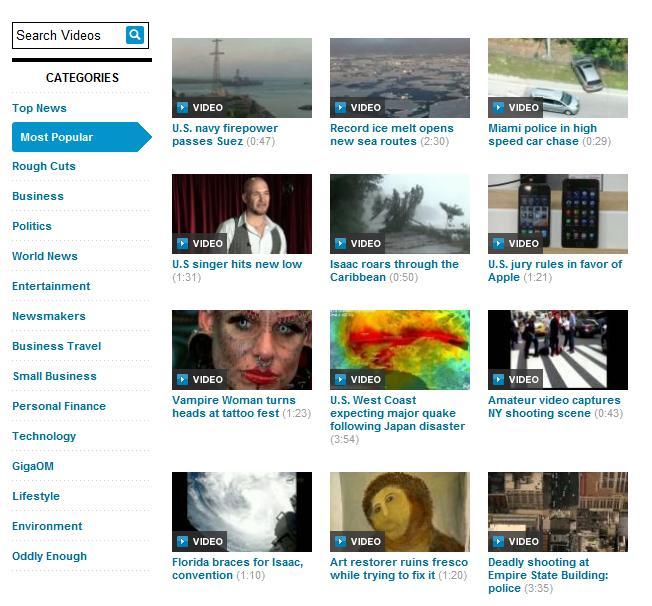 Search Videos
CATEGORIES
Top News
Most Popular
Rough Cuts
Business
Politics
World News
Entertainment
Newsmakers
Business Travel
Small Business
Personal Finance
Technology
GigaOM
Lifestyle
Environment
Oddly Enough
VIDEO
U.S. navy firepower
passes Suez (0:47)
VIDEO
Record ice melt opens
new sea routes (2:30)
VIDEO
Miami police in high
speed car chase (0:29)
VIDEO
U.S singer hits new low
(1:31)
VIDEO
Isaac roars through the
Caribbean (0:50)
VIDEO
U.S. jury rules in favor of
Apple (1:21)
VIDEO
Vampire Woman turns
heads at tattoo fest (1:23)
VIDEO
U.S. West Coast
expecting major quake
following Japan disaster
(3:54)
VIDEO
Amateur video captures
NY shooting scene (0:43)
VIDEO
Florida braces for Isaac,
convention (1:10)
VIDEO
Art restorer ruins fresco
while trying to fix it (1:20)
VIDEO
Deadly shooting at
Empire State Building:
police (3:35)